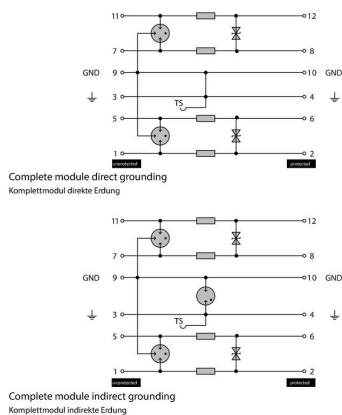 11 12
7 8
GND 9 10 GND
3 4
TS
5 6
1 2
unprotected protected
Complete module direct grounding
Komplettmodul direkte Erdung
11 12
7 8
GND 9 10 GND
3 4
TS
5 6
1 2
unprotected protected
Complete module indirect grounding
Komplettmodul indirekte Erdung